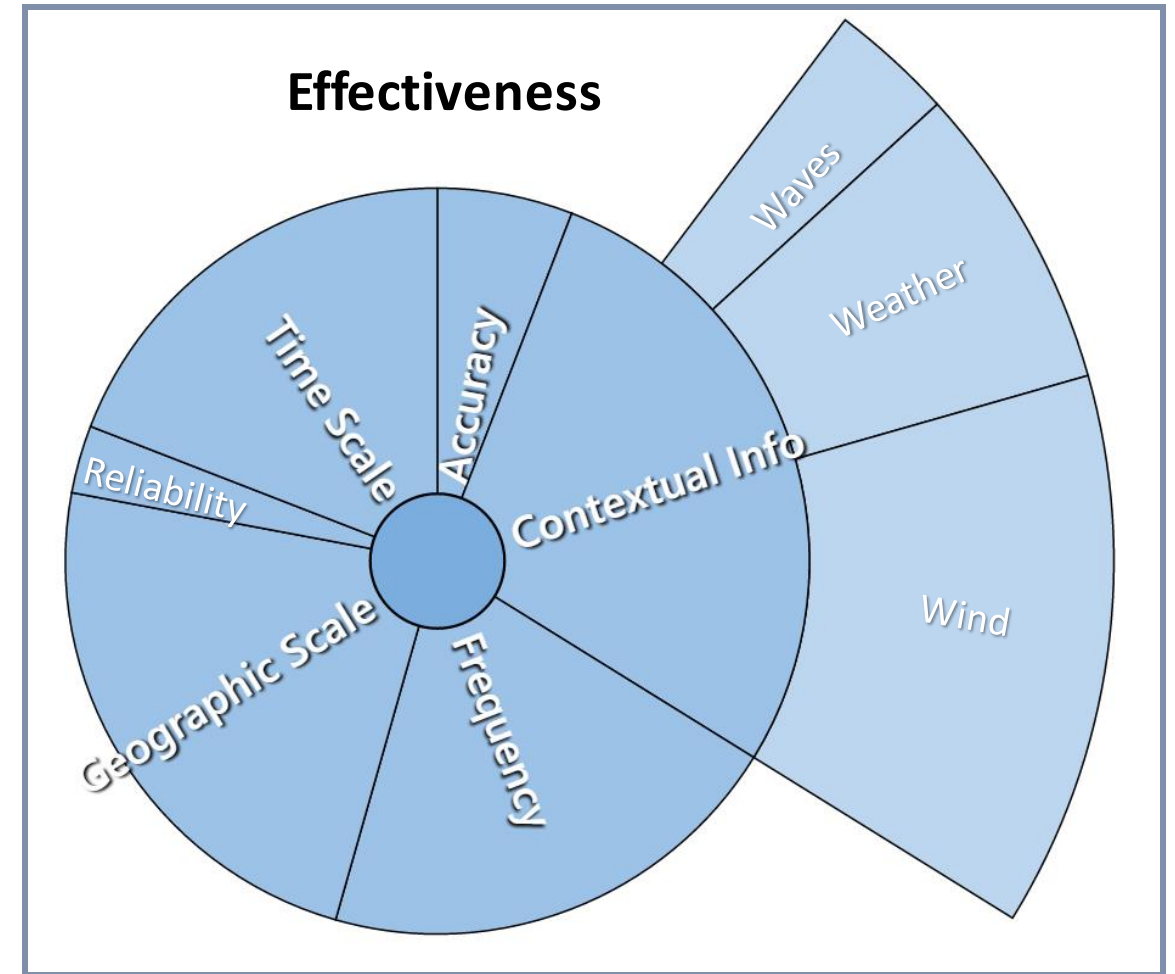 Effectiveness
Waves
Weather
Wind
Accuracy
Contextual Info
Time Scale
Reliability
Geographic Scale
Frequency